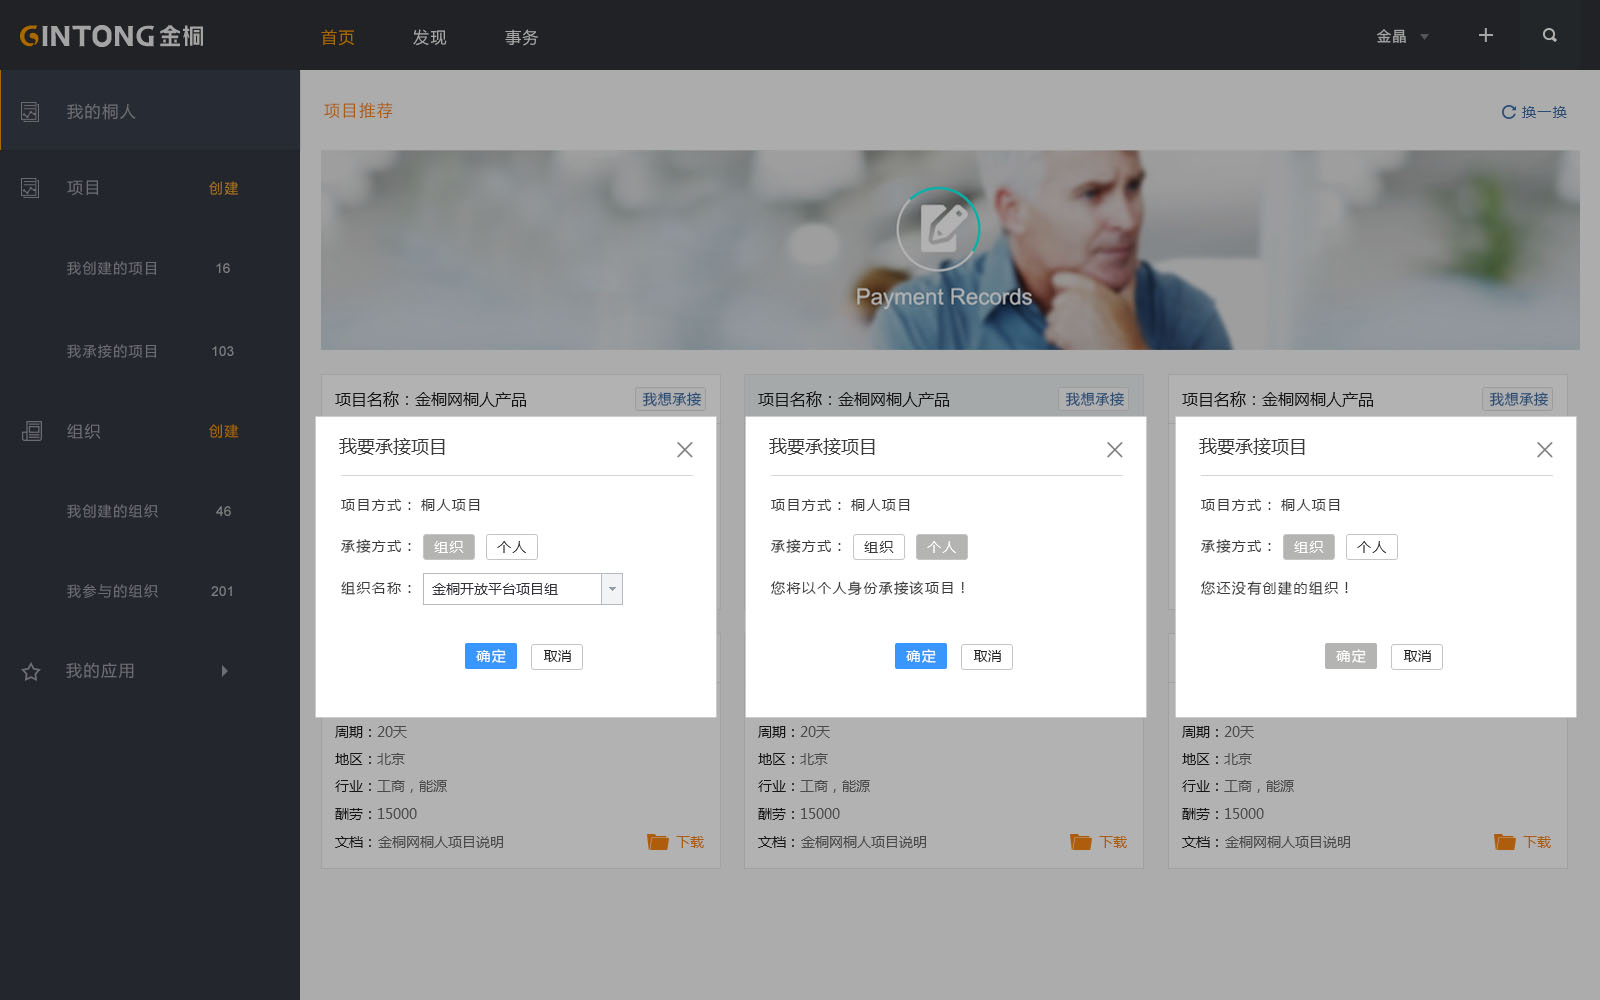 GINTONG金桐
首页
发现
事务
金晶
我的桐人
项目
创建
我创建的项目
16
我承接的项目
103
组织
创建
我创建的组织
46
我参与的组织
201
我的应用
项目推荐
换一换
Payment Records
项目名称：金桐网桐人产品
我想承接
项目名称：金桐网桐人产品
我想承接
项目名称：金桐网桐人产品
我想承接
我要承接项目
项目方式： 桐人项目
承接方式： 组织 个人
组织名称： 金桐开放平台项目组
确定 取消
我要承接项目
项目方式： 桐人项目
承接方式： 组织 个人
您将以个人身份承接该项目！
确定 取消
我要承接项目
项目方式： 桐人项目
承接方式： 组织 个人
您还没有创建的组织！
确定 取消
周期：20天
地区：北京
行业：工商，能源
酬劳：15000
文档：金桐网桐人项目说明
下载
周期：20天
地区：北京
行业：工商，能源
酬劳：15000
文档：金桐网桐人项目说明
下载
周期：20天
地区：北京
行业：工商，能源
酬劳：15000
文档：金桐网桐人项目说明
下载